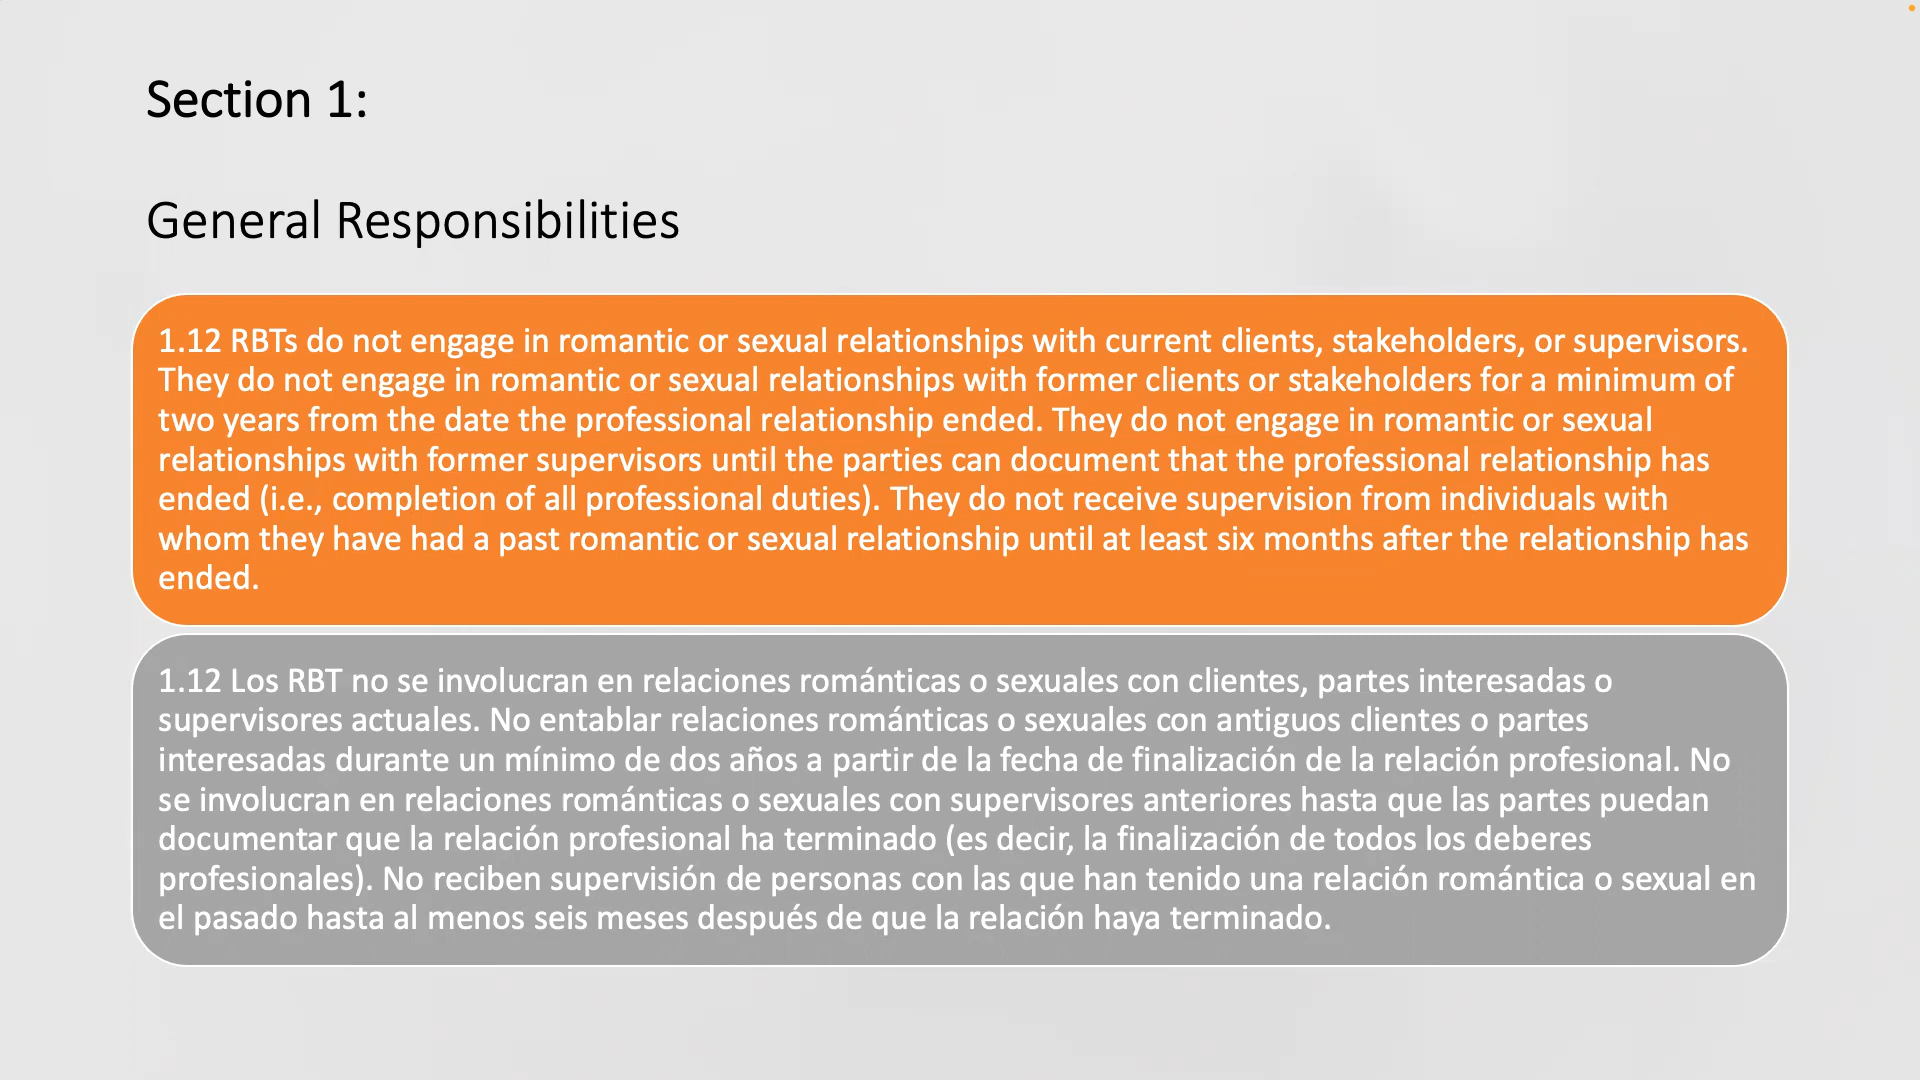 Section 1:
General Responsibilities
1.12 RBTs do not engage in romantic or sexual relationships with current clients, stakeholders, or supervisors.
They do not engage in romantic or sexual relationships with former clients or stakeholders for a minimum of
two years from the date the professional relationship ended. They do not engage in romantic or sexual
relationships with former supervisors until the parties can document that the professional relationship has
ended (i.e., completion of all professional duties). They do not receive supervision from individuals with
whom they have had a past romantic or sexual relationship until at least six months after the relationship has
ended.
1.12 Los RBT no se involucran en relaciones románticas o sexuales con clientes, partes interesadas o
supervisores actuales. No entablar relaciones románticas o sexuales con antiguos clientes o partes
interesadas durante un mínimo de dos años a partir de la fecha de finalización de la relación profesional. No
se involucran en relaciones románticas o sexuales con supervisores anteriores hasta que las partes puedan
documentar que la relación profesional ha terminado (es decir, la finalización de todos los deberes
profesionales). No reciben supervisión de personas con las que han tenido una relación romántica o sexual en
el pasado hasta al menos seis meses después de que la relación haya terminado.